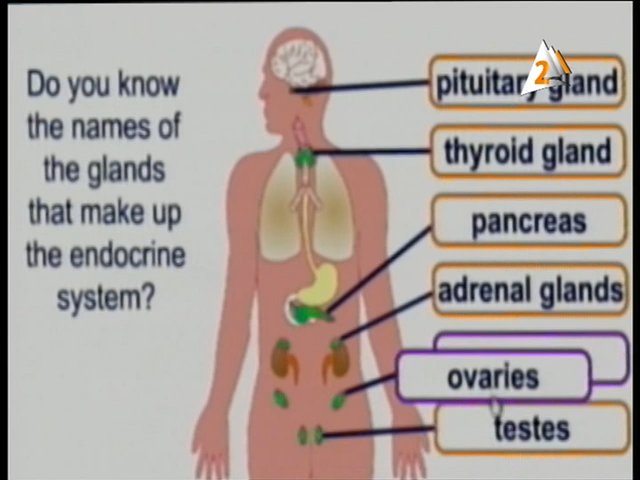 Do you know
the names of
the glands
that make up
the endocrine
system?
2
pituitary gland
thyroid gland
pancreas
adrenal glands
ovaries
testes